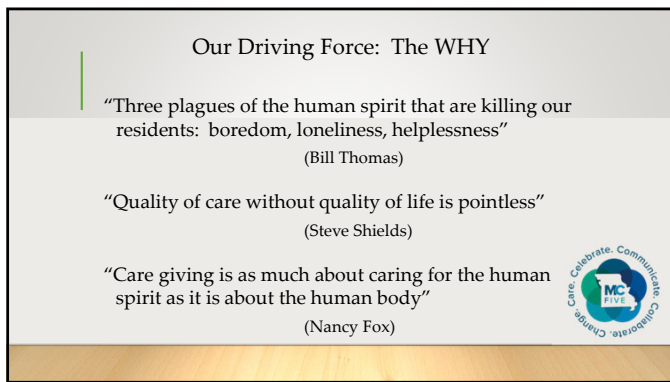 Our Driving Force: The WHY
“Three plagues of the human spirit that are killing our
residents: boredom, loneliness, helplessness”
(Bill Thomas)
“Quality of care without quality of life is pointless”
(Steve Shields)
“Care giving is as much about caring for the human
spirit as it is about the human body”
(Nancy Fox)
Care. Celebrate. Communicate. Collaborate. Change.
MC
FIVE